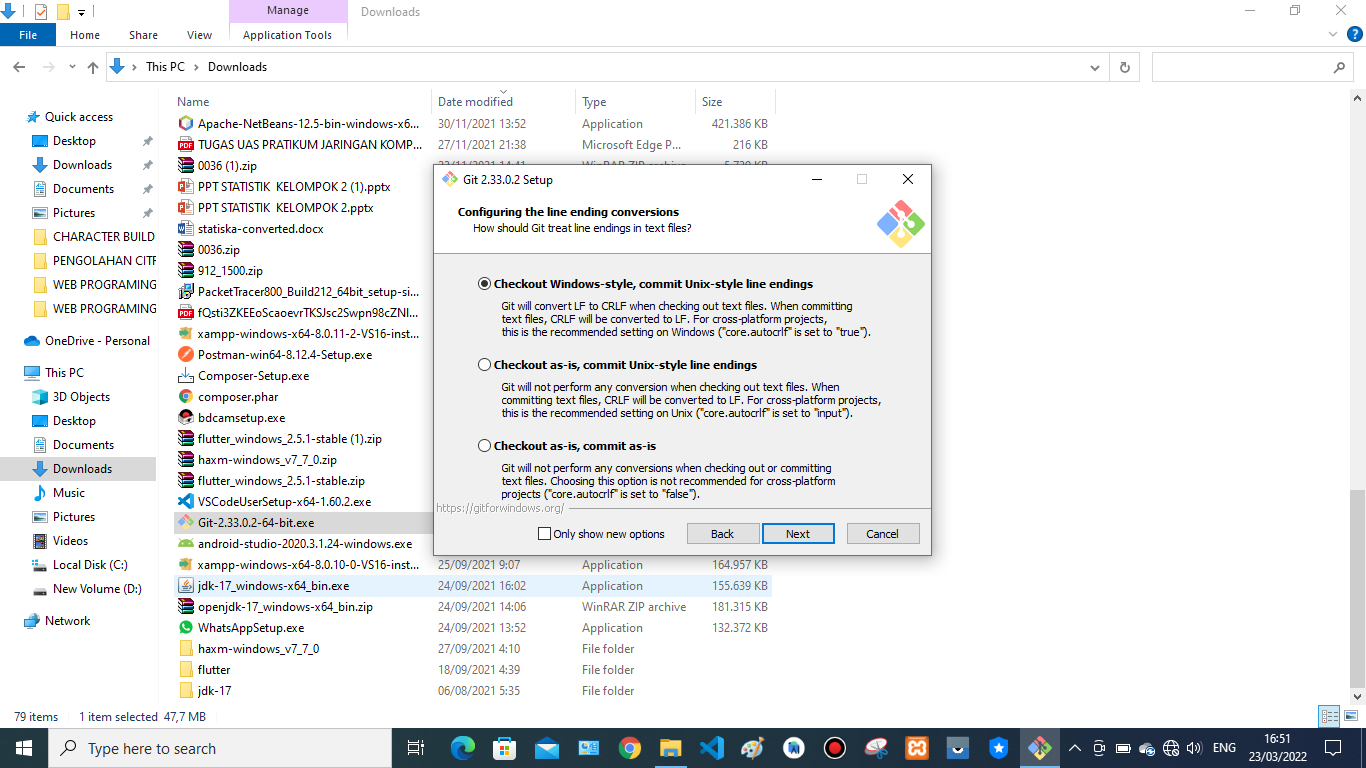 Manage
Downloads
File
Home
Share
View
Application Tools
This PC
Downloads
Name
Date modified
Type
Size
Quick access
Desktop
Downloads
Documents
Pictures
CHARACTER BUILD
PENGOLAHAN CITR
WEB PROGRAMING
WEB PROGRAMING
OneDrive - Personal
This PC
3D Objects
Desktop
Documents
Downloads
Music
Pictures
Videos
Local Disk (C:)
New Volume (D:)
Network
Apache-NetBeans-12.5-bin-windows-x6... 30/11/2021 13:52 Application 421.386 KB
TUGAS UAS PRATIKUM JARINGAN KOMP... 27/11/2021 21:38 Microsoft Edge P... 216 KB
0036 (1).zip
PPT STATISTIK KELOMPOK 2 (1).pptx
PPT STATISTIK KELOMPOK 2.pptx
statiska-converted.docx
0036.zip
912_1500.zip
PacketTracer800_Build212_64bit_setup-si...
xampp-windows-x64-8.0.11-2-VS16-inst...
Postman-win64-8.12.4-Setup.exe
Composer-Setup.exe
composer.phar
bdcamsetup.exe
flutter_windows_2.5.1-stable (1).zip
haxm-windows_v7_7_0.zip
flutter_windows_2.5.1-stable.zip
VSCodeUserSetup-x64-1.60.2.exe
Git-2.33.0.2-64-bit.exe
android-studio-2020.3.1.24-windows.exe
xampp-windows-x64-8.0.10-0-VS16-inst... 25/09/2021 9:07 Application 164.957 KB
jdk-17_windows-x64_bin.exe 24/09/2021 16:02 Application 155.639 KB
openjdk-17_windows-x64_bin.zip 24/09/2021 14:06 WinRAR ZIP archive 181.315 KB
WhatsAppSetup.exe 24/09/2021 13:52 Application 132.372 KB
haxm-windows_v7_7_0 27/09/2021 4:10 File folder
flutter 18/09/2021 4:39 File folder
jdk-17 06/08/2021 5:35 File folder
Git 2.33.0.2 Setup
Configuring the line ending conversions
How should Git treat line endings in text files?
Checkout Windows-style, commit Unix-style line endings
Git will convert LF to CRLF when checking out text files. When committing
text files, CRLF will be converted to LF. For cross-platform projects,
this is the recommended setting on Windows ("core.autocrlf" is set to "true").
Checkout as-is, commit Unix-style line endings
Git will not perform any conversion when checking out text files. When
committing text files, CRLF will be converted to LF. For cross-platform projects,
this is the recommended setting on Unix ("core.autocrlf" is set to "input").
Checkout as-is, commit as-is
Git will not perform any conversions when checking out or committing
text files. Choosing this option is not recommended for cross-platform
projects ("core.autocrlf" is set to "false").
https://gitforwindows.org/
Only show new options
Back
Next
Cancel
79 items
1 item selected 47,7 MB
Type here to search
ENG
16:51
23/03/2022